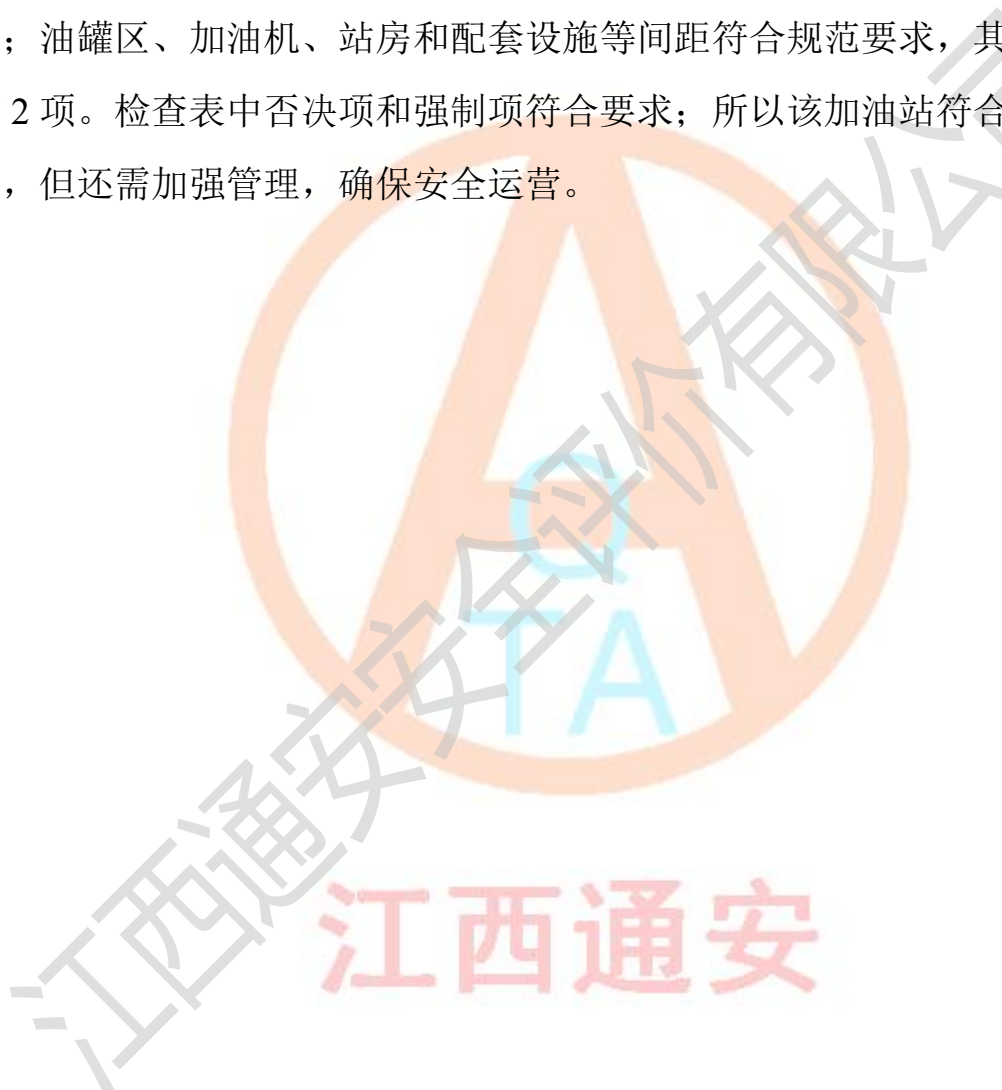 ；油罐区、加油机、站房和配套设施等间距符合规范要求，其
2 项。检查表中否决项和强制项符合要求；所以该加油站符合
，但还需加强管理，确保安全运营。
A
Q
TA
江西通安
江西通安安全评价有限公司